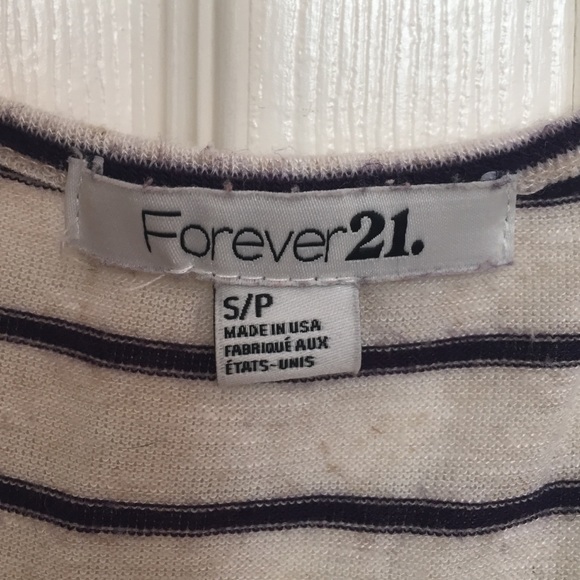 Forever21.
S/P
MADE IN USA
FABRIQUÉ AUX
ÉTATS-UNIS